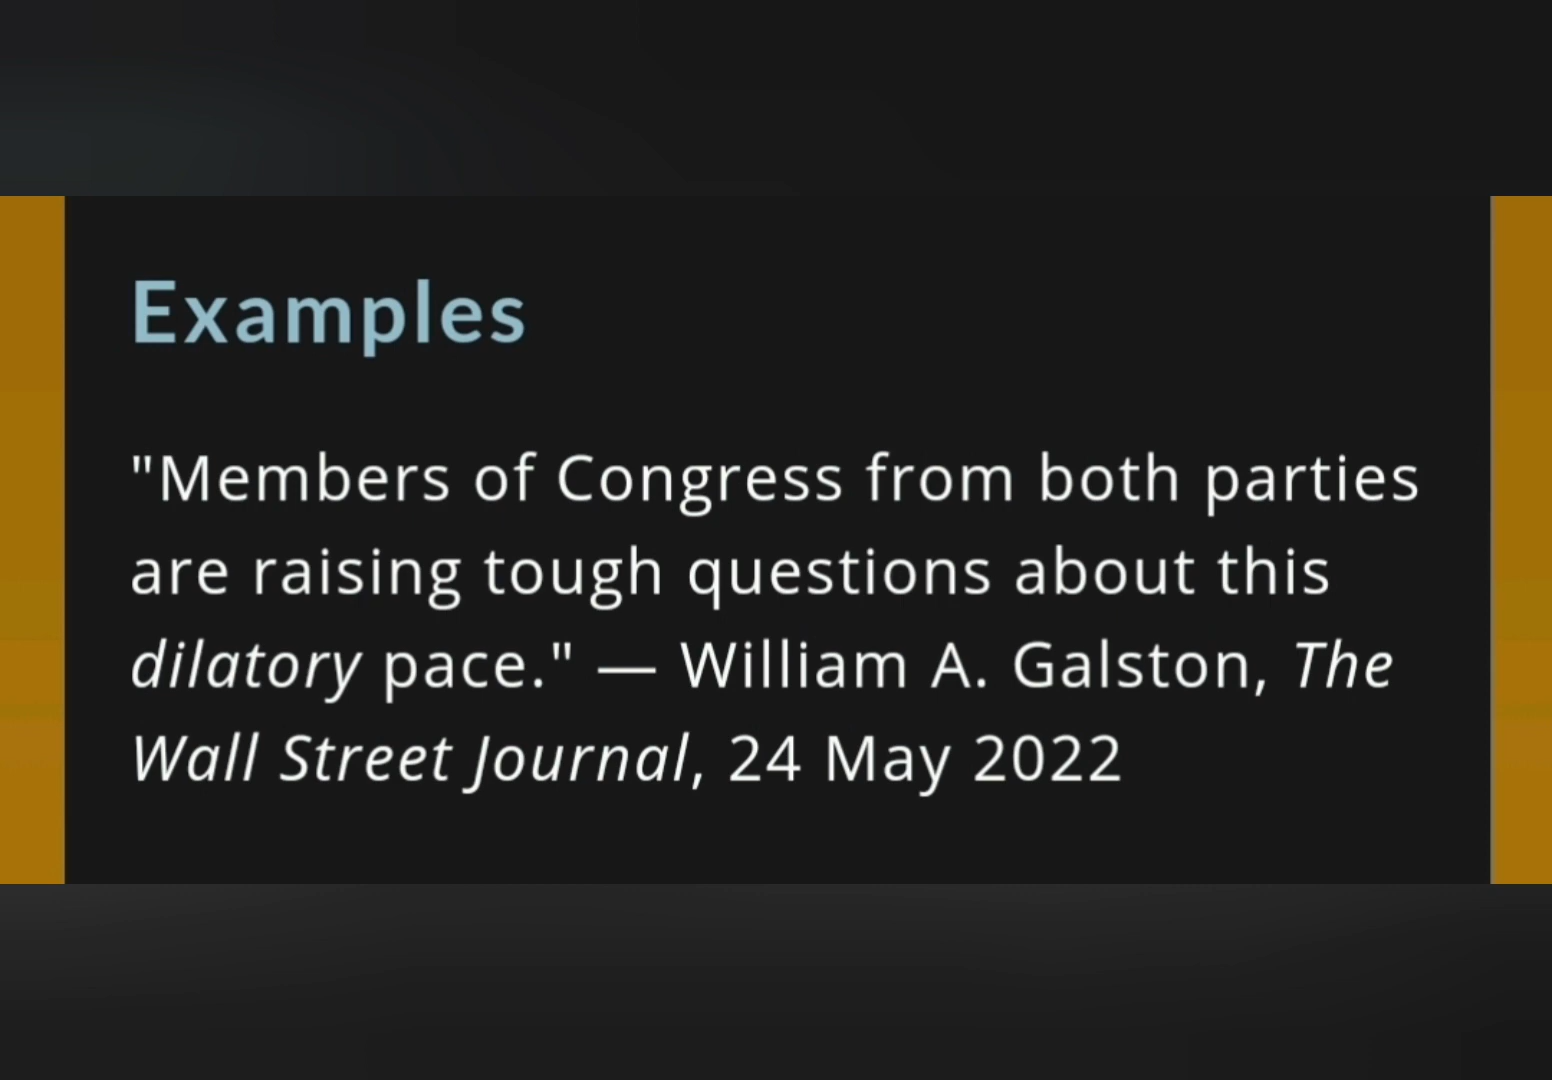 Examples
"Members of Congress from both parties
are raising tough questions about this
dilatory pace." — William A. Galston, The
Wall Street Journal, 24 May 2022